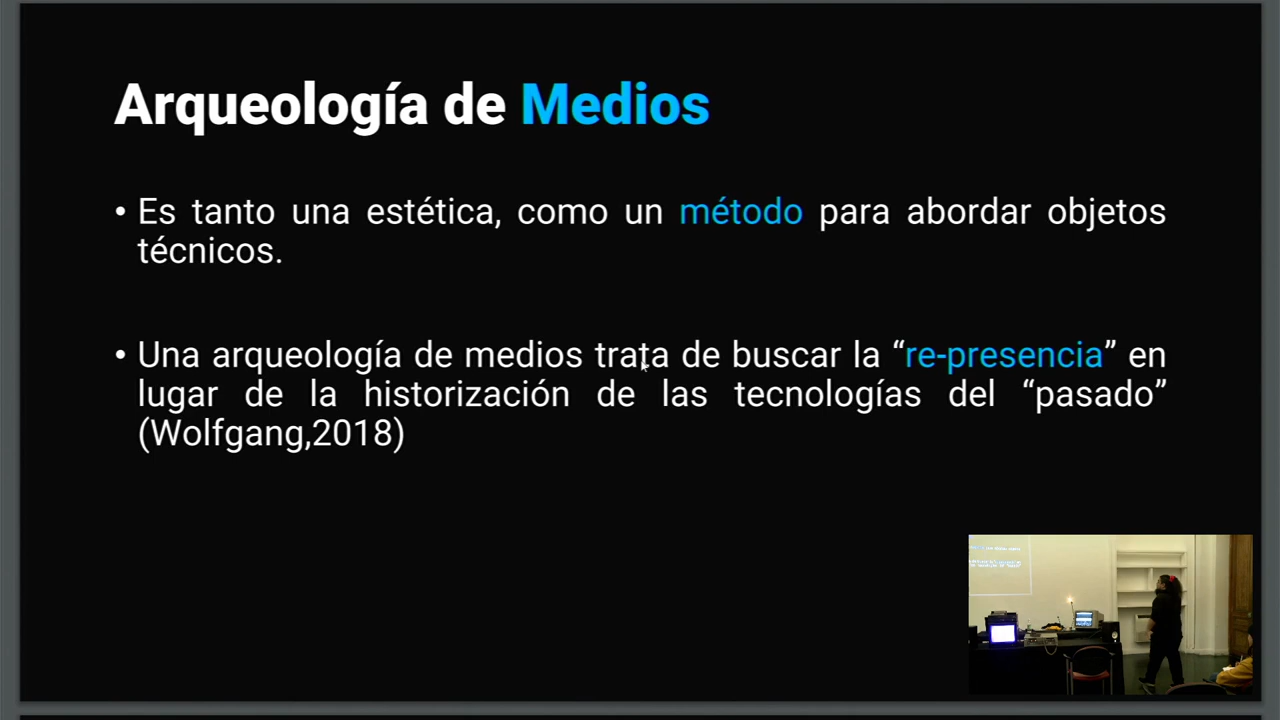 Arqueología de Medios
• Es tanto una estética, como un método para abordar objetos
técnicos.
• Una arqueología de medios trata de buscar la “re-presencia” en
lugar de la historización de las tecnologías del “pasado”
(Wolfgang,2018)